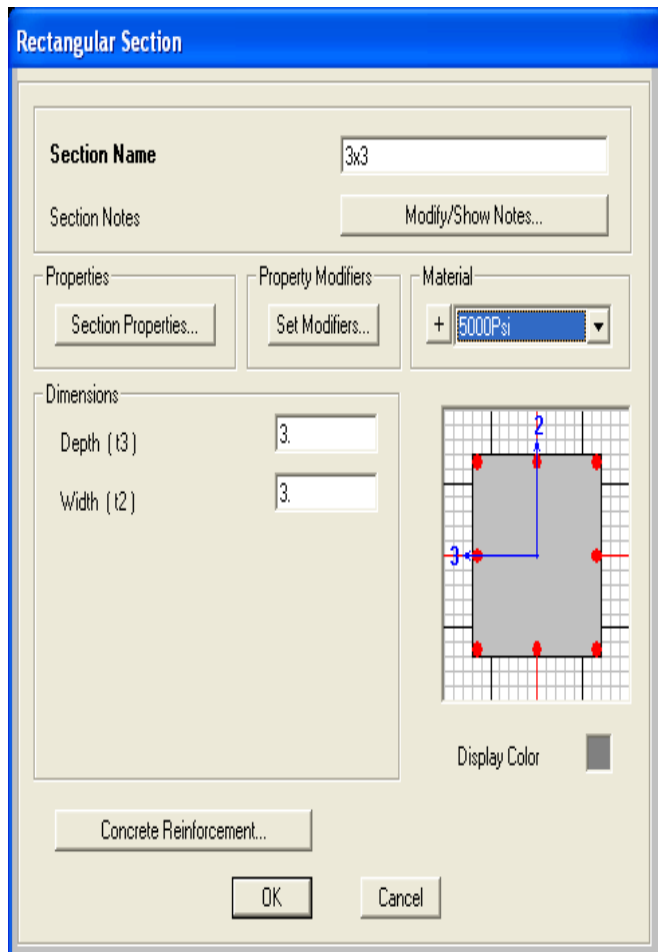 Rectangular Section
Section Name
3x3
Section Notes
Modify/Show Notes...
Properties
Section Properties...
Property Modifiers
Set Modifiers...
Material
+
5000Psi
Dimensions
Depth ( t3 )
3.
Width ( t2 )
3.
2
3
Display Color
Concrete Reinforcement...
OK
Cancel